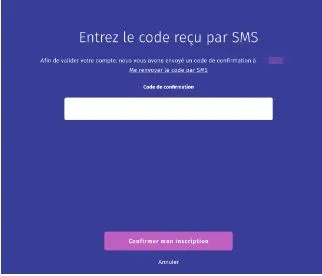 Entrez le code reçu par SMS
Afin de valider votre compte, nous vous avons envoyé un code de confirmation à
Me renvoyer le code par SMS
Code de confirmation
Confirmer mon inscription
Annuler